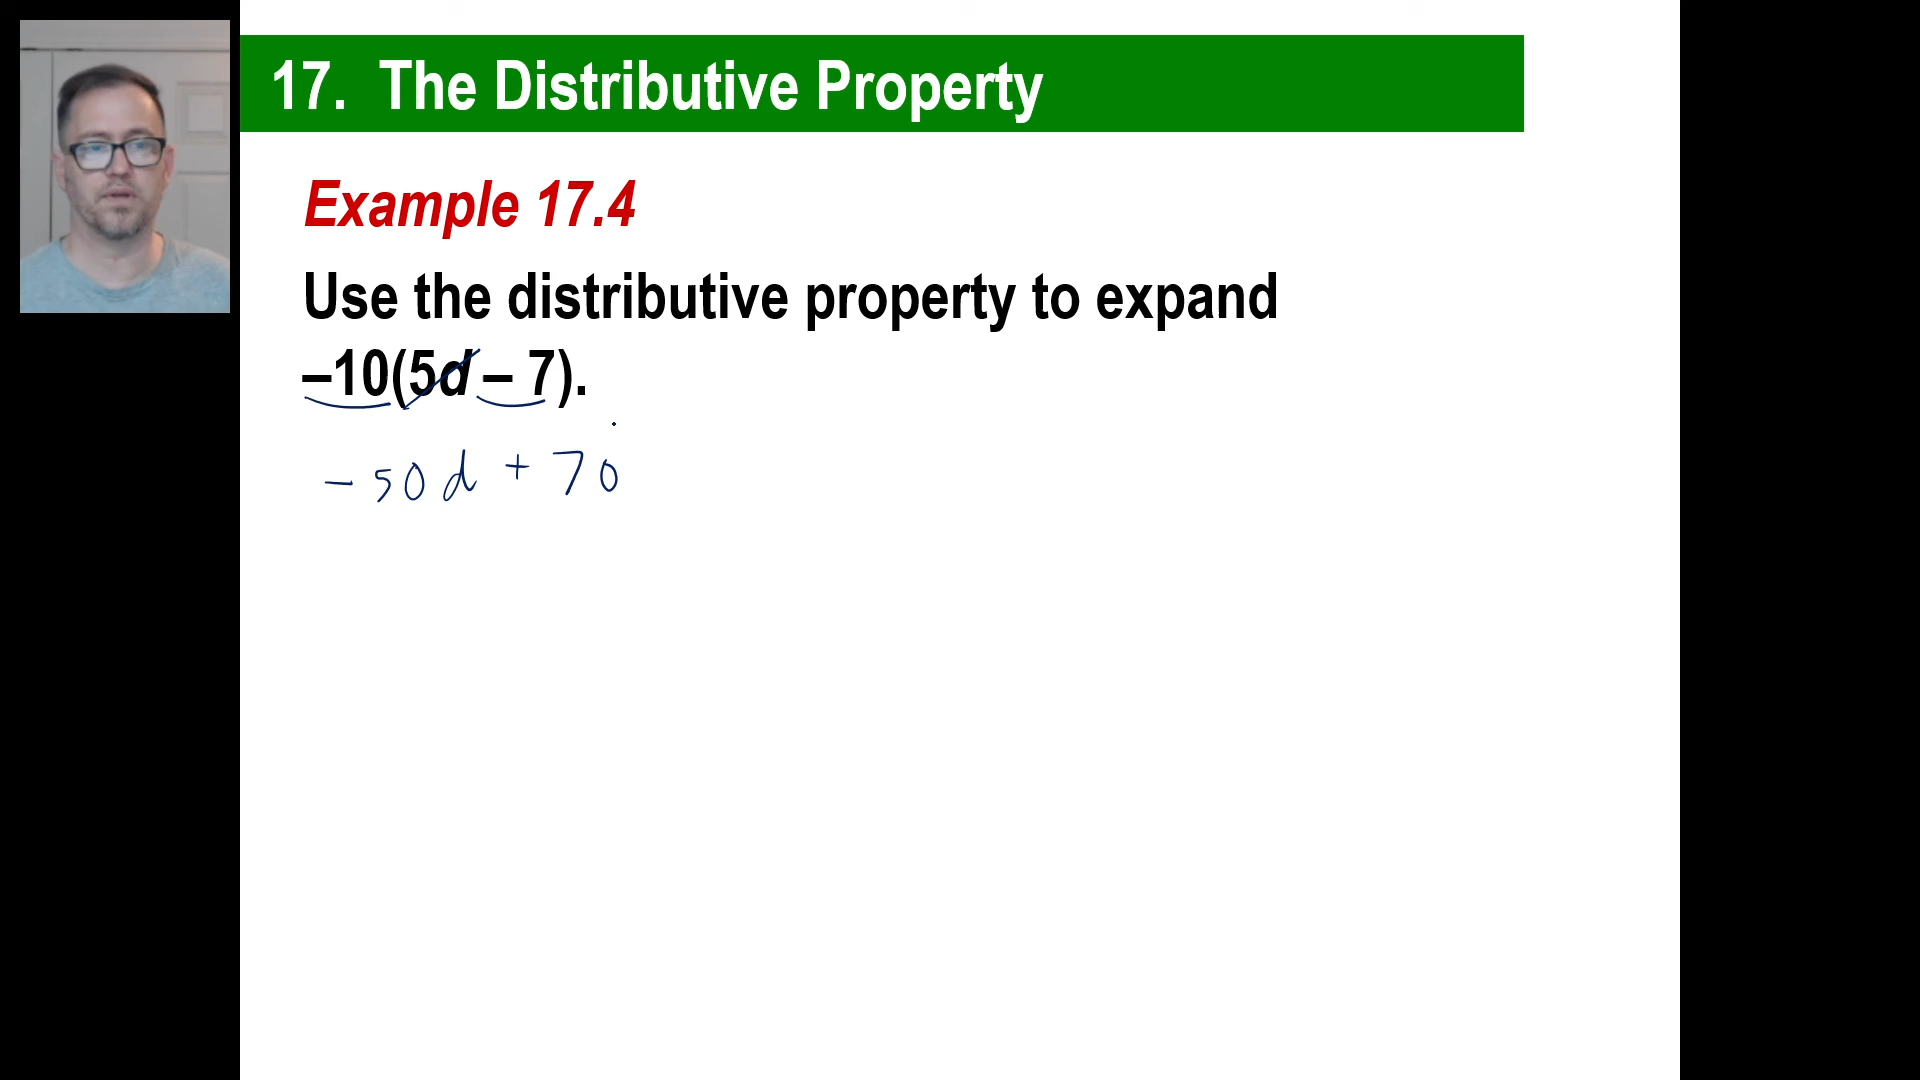 17. The Distributive Property
Example 17.4
Use the distributive property to expand
–10(5d – 7).
- 50d + 70